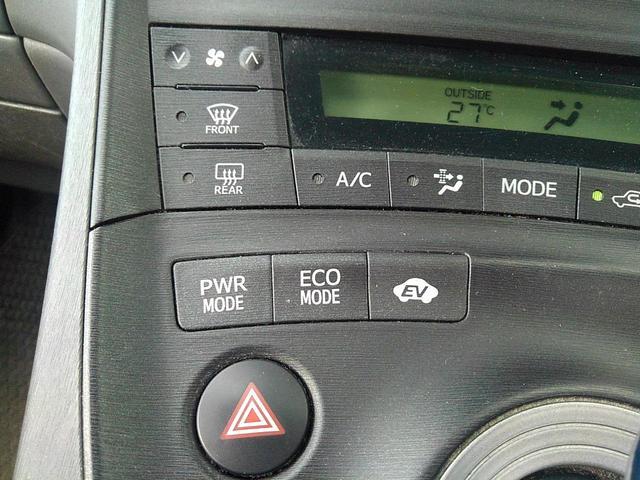 OUTSIDE
27°C
FRONT
REAR
A/C
MODE
PWR
MODE
ECO
MODE
EV